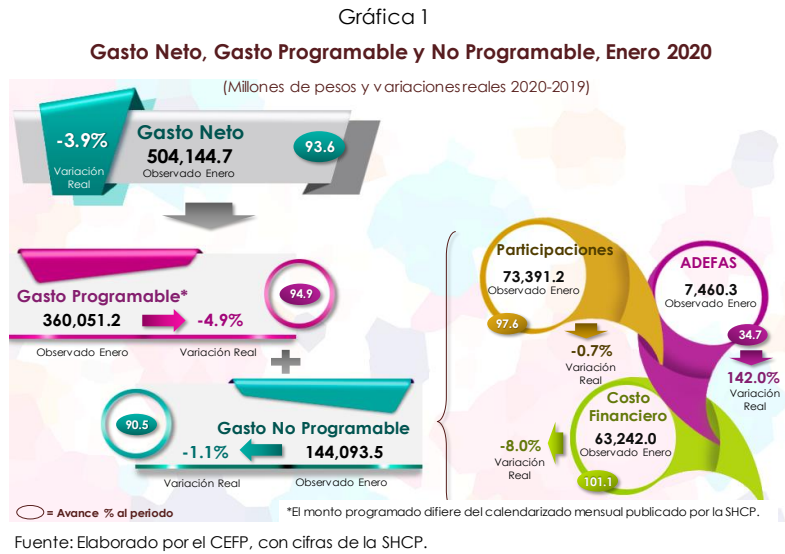 Gráfica 1
Gasto Neto, Gasto Programable y No Programable, Enero 2020
(Millones de pesos y variaciones reales 2020-2019)
-3.9%
Variación
Real
Gasto Neto
504,144.7
Observado Enero
93.6
Gasto Programable*
360,051.2
-4.9%
94.9
Observado Enero
Variación Real
90.5
Gasto No Programable
-1.1%
144,093.5
Variación Real
Observado Enero
Participaciones
73,391.2
Observado Enero
97.6
-0.7%
Variación
Real
ADEFAS
7,460.3
Observado Enero
34.7
142.0%
Variación
Real
Costo
Financiero
63,242.0
Observado Enero
101.1
-8.0%
Variación
Real
= Avance % al periodo
*El monto programado difiere del calendarizado mensual publicado por la SHCP.
Fuente: Elaborado por el CEFP, con cifras de la SHCP.